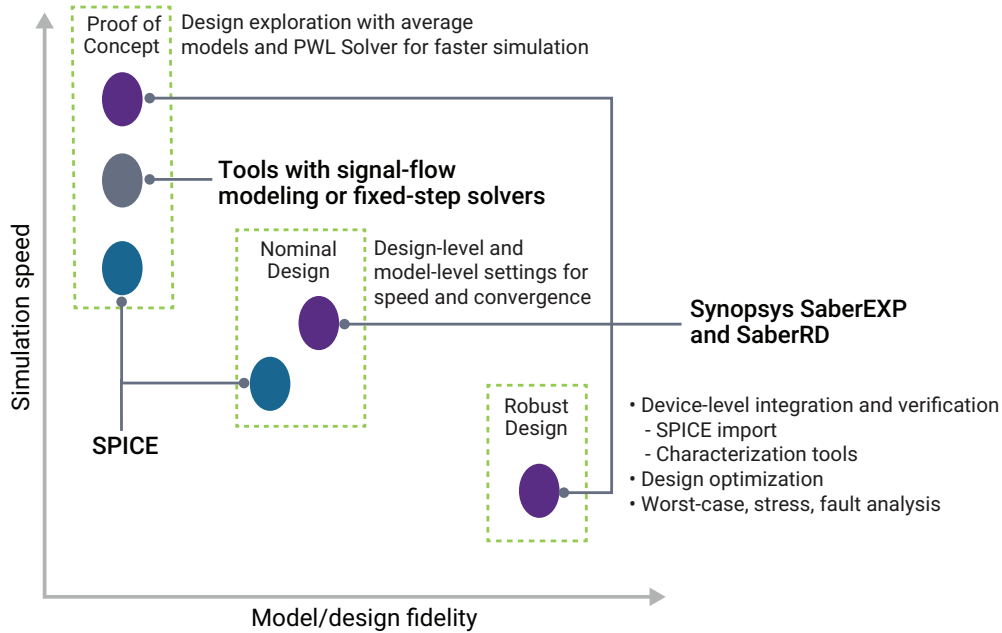 Proof of
Concept
Design exploration with average
models and PWL Solver for faster simulation
Tools with signal-flow
modeling or fixed-step solvers
Nominal
Design
Design-level and
model-level settings for
speed and convergence
Synopsys SaberEXP
and SaberRD
SPICE
Robust
Design
• Device-level integration and verification
- SPICE import
- Characterization tools
• Design optimization
• Worst-case, stress, fault analysis
Simulation speed
Model/design fidelity